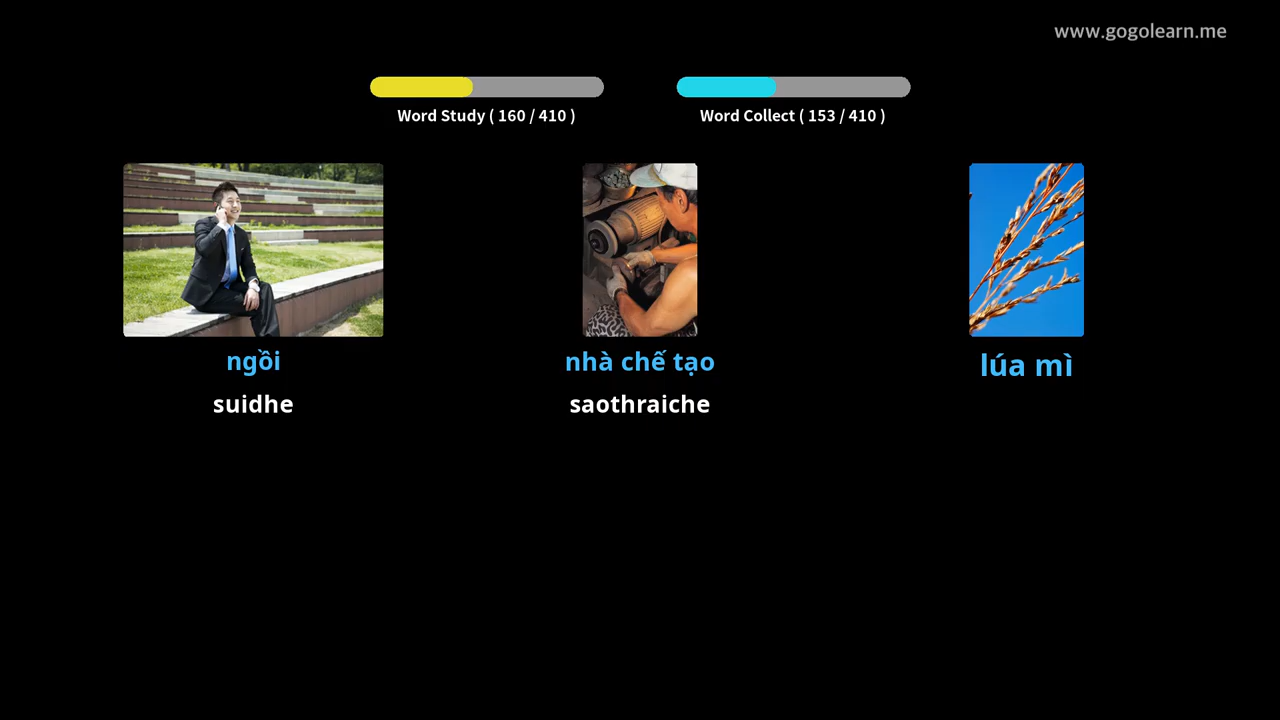 www.gogolearn.me
Word Study ( 160 / 410 )
Word Collect ( 153 / 410 )
ngồi
nhà chế tạo
lúa mì
suidhe
saothraiche